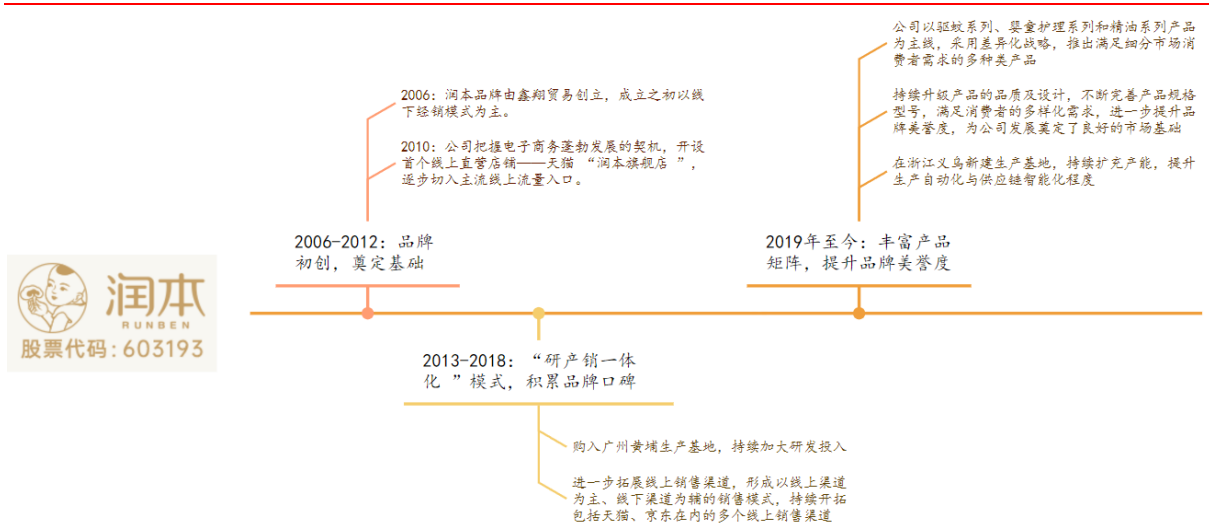 润本
RUNBEN
股票代码:603193
2006：润本品牌由鑫翔贸易创立，成立之初以线
下经销模式为主。
2010：公司把握电子商务蓬勃发展的契机，开设
首个线上直营店铺——天猫 “润本旗舰店 ”，
逐步切入主流线上流量入口。
2006-2012：品牌
初创，奠定基础
2013-2018：“研产销一体
化 ”模式，积累品牌口碑
购入广州黄埔生产基地，持续加大研发投入
进一步拓展线上销售渠道，形成以线上渠道
为主、线下渠道为辅的销售模式，持续开拓
包括天猫、京东在内的多个线上销售渠道
公司以驱蚊系列、婴童护理系列和精油系列产品
为主线，采用差异化战略，推出满足细分市场消
费者需求的多种类产品
持续升级产品的品质及设计，不断完善产品规格
型号，满足消费者的多样化需求，进一步提升品
牌美誉度，为公司发展奠定了良好的市场基础
在浙江义乌新建生产基地，持续扩充产能，提升
生产自动化与供应链智能化程度
2019年至今：丰富产品
矩阵，提升品牌美誉度